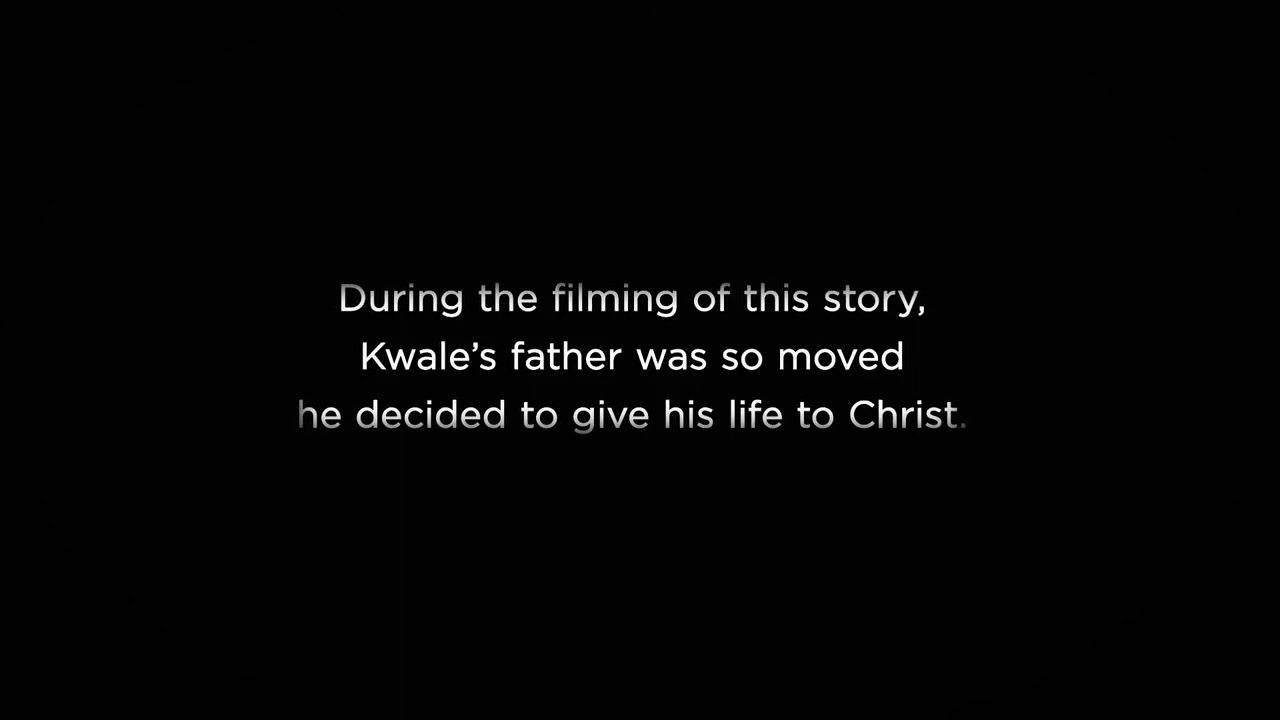 During the filming of this story,
Kwale’s father was so moved
he decided to give his life to Christ.